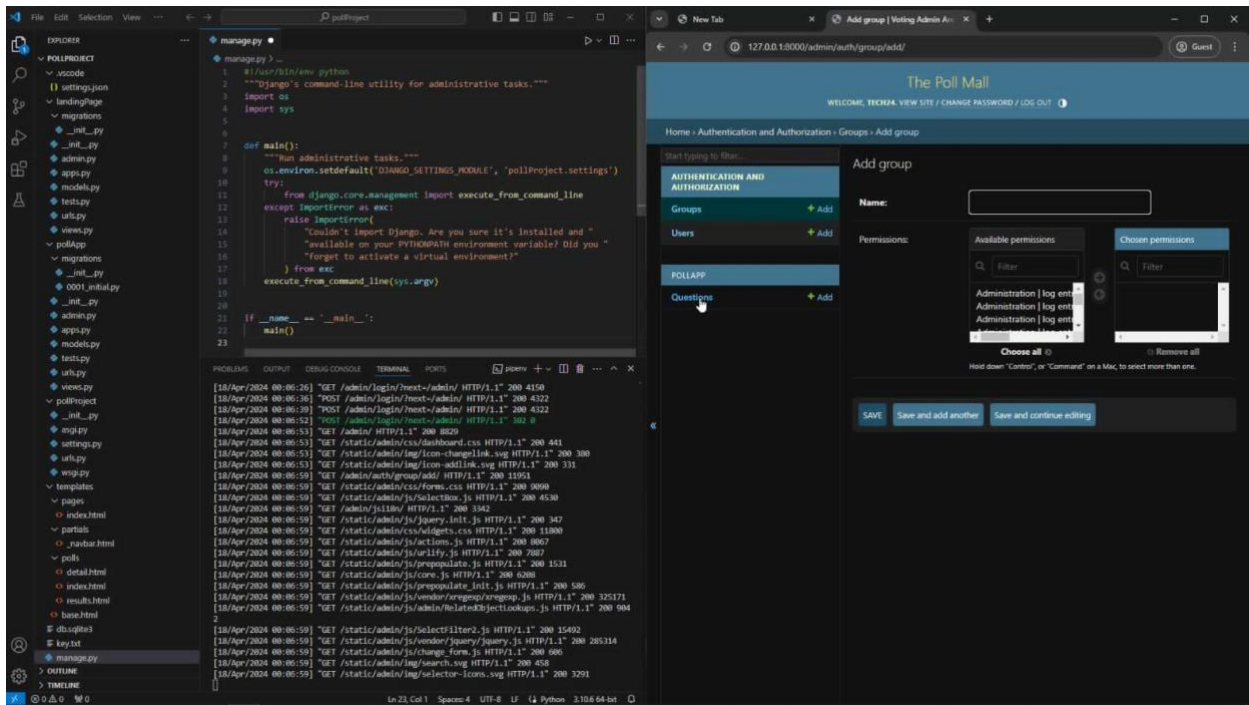 File Edit Selection View ...
pollProject
EXPLORER
POLLPROJECT
.vscode
{} settings.json
landingPage
migrations
__init__.py
__init__.py
admin.py
apps.py
models.py
tests.py
urls.py
views.py
pollApp
migrations
__init__.py
0001_initial.py
__init__.py
admin.py
apps.py
models.py
tests.py
urls.py
views.py
pollProject
__init__.py
asgi.py
settings.py
urls.py
wsgi.py
templates
pages
index.html
partials
_navbar.html
polls
detail.html
index.html
results.html
base.html
db.sqlite3
key.txt
manage.py
OUTLINE
TIMELINE
manage.py
manage.py > ...
1 #!/usr/bin/env python
2 """Django's command-line utility for administrative tasks."""
3 import os
4 import sys
5
6
7 def main():
8 """Run administrative tasks."""
9 os.environ.setdefault('DJANGO_SETTINGS_MODULE', 'pollProject.settings')
10 try:
11 from django.core.management import execute_from_command_line
12 except ImportError as exc:
13 raise ImportError(
14 "Couldn't import Django. Are you sure it's installed and "
15 "available on your PYTHONPATH environment variable? Did you "
16 "forget to activate a virtual environment?"
17 ) from exc
18 execute_from_command_line(sys.argv)
19
20
21 if __name__ == '__main__':
22 main()
23
PROBLEMS OUTPUT DEBUG CONSOLE TERMINAL PORTS pipenv
[18/Apr/2024 00:06:26] "GET /admin/login/?next=/admin/ HTTP/1.1" 200 4150
[18/Apr/2024 00:06:36] "POST /admin/login/?next=/admin/ HTTP/1.1" 200 4322
[18/Apr/2024 00:06:39] "POST /admin/login/?next=/admin/ HTTP/1.1" 200 4322
[18/Apr/2024 00:06:52] "POST /admin/login/?next=/admin/ HTTP/1.1" 302 0
[18/Apr/2024 00:06:53] "GET /admin/ HTTP/1.1" 200 8829
[18/Apr/2024 00:06:53] "GET /static/admin/css/dashboard.css HTTP/1.1" 200 441
[18/Apr/2024 00:06:53] "GET /static/admin/img/icon-changelink.svg HTTP/1.1" 200 380
[18/Apr/2024 00:06:53] "GET /static/admin/img/icon-addlink.svg HTTP/1.1" 200 331
[18/Apr/2024 00:06:59] "GET /admin/auth/group/add/ HTTP/1.1" 200 11951
[18/Apr/2024 00:06:59] "GET /static/admin/css/forms.css HTTP/1.1" 200 9090
[18/Apr/2024 00:06:59] "GET /static/admin/js/SelectBox.js HTTP/1.1" 200 4530
[18/Apr/2024 00:06:59] "GET /admin/jsi18n/ HTTP/1.1" 200 3342
[18/Apr/2024 00:06:59] "GET /static/admin/js/jquery.init.js HTTP/1.1" 200 347
[18/Apr/2024 00:06:59] "GET /static/admin/css/widgets.css HTTP/1.1" 200 11800
[18/Apr/2024 00:06:59] "GET /static/admin/js/actions.js HTTP/1.1" 200 8067
[18/Apr/2024 00:06:59] "GET /static/admin/js/urlify.js HTTP/1.1" 200 7887
[18/Apr/2024 00:06:59] "GET /static/admin/js/prepopulate.js HTTP/1.1" 200 1531
[18/Apr/2024 00:06:59] "GET /static/admin/js/core.js HTTP/1.1" 200 6208
[18/Apr/2024 00:06:59] "GET /static/admin/js/prepopulate_init.js HTTP/1.1" 200 586
[18/Apr/2024 00:06:59] "GET /static/admin/js/vendor/xregexp/xregexp.js HTTP/1.1" 200 325171
[18/Apr/2024 00:06:59] "GET /static/admin/js/admin/RelatedObjectLookups.js HTTP/1.1" 200 904
2
[18/Apr/2024 00:06:59] "GET /static/admin/js/SelectFilter2.js HTTP/1.1" 200 15492
[18/Apr/2024 00:06:59] "GET /static/admin/js/vendor/jquery/jquery.js HTTP/1.1" 200 285314
[18/Apr/2024 00:06:59] "GET /static/admin/js/change_form.js HTTP/1.1" 200 606
[18/Apr/2024 00:06:59] "GET /static/admin/img/search.svg HTTP/1.1" 200 458
[18/Apr/2024 00:06:59] "GET /static/admin/img/selector-icons.svg HTTP/1.1" 200 3291
0 0 0 Ln 23, Col 1 Spaces: 4 UTF-8 LF Python 3.10.6 64-bit
New Tab
Add group | Voting Admin
127.0.0.1:8000/admin/auth/group/add/
Guest
The Poll Mall
WELCOME, TECH24. VIEW SITE / CHANGE PASSWORD / LOG OUT
Home › Authentication and Authorization › Groups › Add group
Start typing to filter...
AUTHENTICATION AND
AUTHORIZATION
Groups + Add
Users + Add
POLLAPP
Questions + Add
«
Add group
Name:
Permissions:
Available permissions
Filter
Administration | log
Administration | log
Administration | log
Choose all
Chosen permissions
Filter
Remove all
Hold down "Control", or "Command" on a Mac, to select more than one.
SAVE Save and add another Save and continue editing